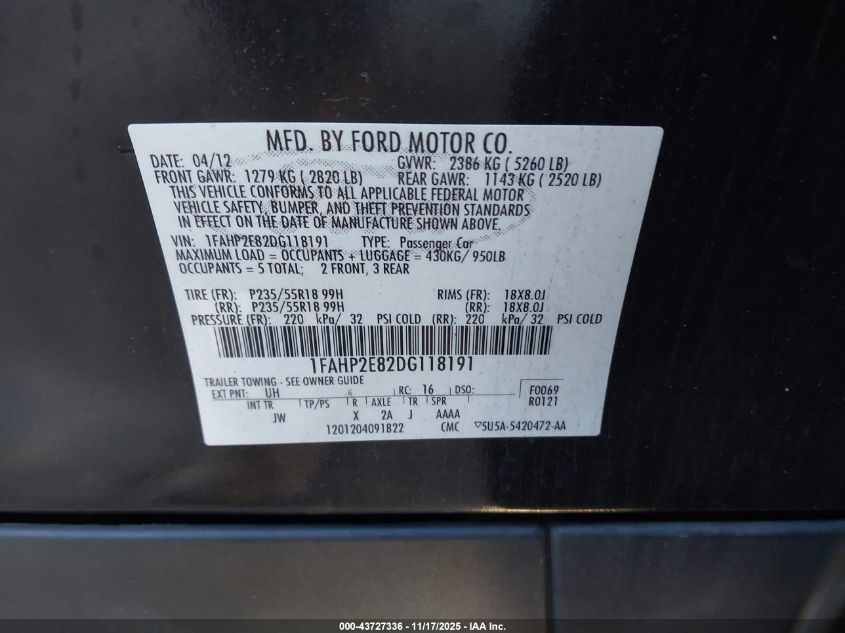 MFD. BY FORD MOTOR CO.
DATE: 04/12 GVWR: 2386 KG ( 5260 LB)
FRONT GAWR: 1279 KG ( 2820 LB) REAR GAWR: 1143 KG ( 2520 LB)
THIS VEHICLE CONFORMS TO ALL APPLICABLE FEDERAL MOTOR
VEHICLE SAFETY, BUMPER, AND THEFT PREVENTION STANDARDS
IN EFFECT ON THE DATE OF MANUFACTURE SHOWN ABOVE.
VIN: 1FAHP2E82DG118191 TYPE: Passenger Car
MAXIMUM LOAD = OCCUPANTS + LUGGAGE = 430KG/ 950LB
OCCUPANTS = 5 TOTAL; 2 FRONT, 3 REAR
TIRE (FR): P235/55R18 99H RIMS (FR): 18X8.0J
(RR): P235/55R18 99H (RR): 18X8.0J
PRESSURE (FR): 220 kPa/ 32 PSI COLD (RR): 220 kPa/ 32 PSI COLD
1FAHP2E82DG118191
TRAILER TOWING - SEE OWNER GUIDE
EXT PNT: UH RC: 16 DSO: F0069
INT TR TP/PS R AXLE TR SPR R0121
JW X 2A J AAAA
1201204091822 CMC 5U5A-5420472-AA
000-43727336 - 11/17/2025 - IAA Inc.